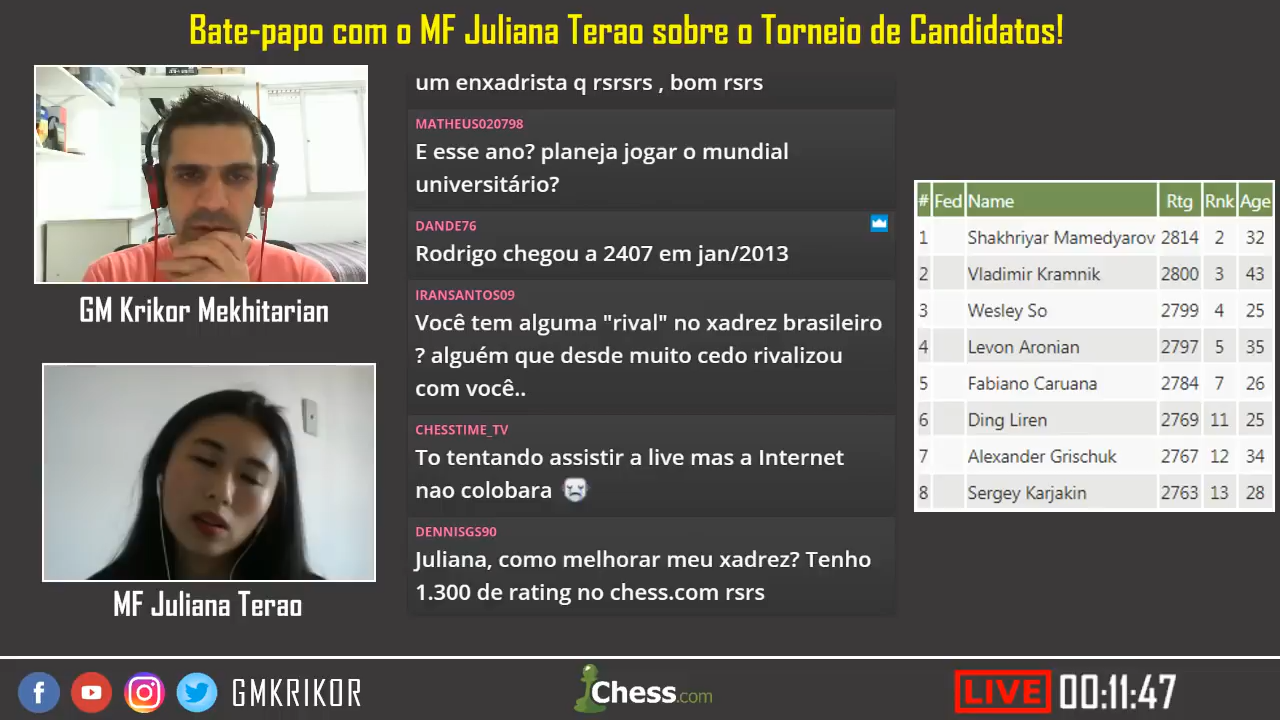 Bate-papo com o MF Juliana Terao sobre o Torneio de Candidatos!
GM Krikor Mekhitarian
MF Juliana Terao
um enxadrista q rsrsrs , bom rsrs
MATHEUS020798
E esse ano? planeja jogar o mundial
universitário?
DANDE76
Rodrigo chegou a 2407 em jan/2013
IRANSANTOS09
Você tem alguma "rival" no xadrez brasileiro
? alguém que desde muito cedo rivalizou
com você..
CHESSTIME_TV
To tentando assistir a live mas a Internet
nao colobara
DENNISGS90
Juliana, como melhorar meu xadrez? Tenho
1.300 de rating no chess.com rsrs
# Fed Name Rtg Rnk Age
1 Shakhriyar Mamedyarov 2814 2 32
2 Vladimir Kramnik 2800 3 43
3 Wesley So 2799 4 25
4 Levon Aronian 2797 5 35
5 Fabiano Caruana 2784 7 26
6 Ding Liren 2769 11 25
7 Alexander Grischuk 2767 12 34
8 Sergey Karjakin 2763 13 28
GMKRIKOR
Chess.com
LIVE 00:11:47